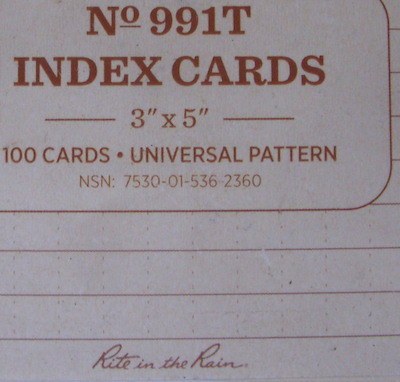 Nº 991T
INDEX CARDS
3" x 5"
100 CARDS • UNIVERSAL PATTERN
NSN: 7530-01-536-2360
Rite in the Rain.